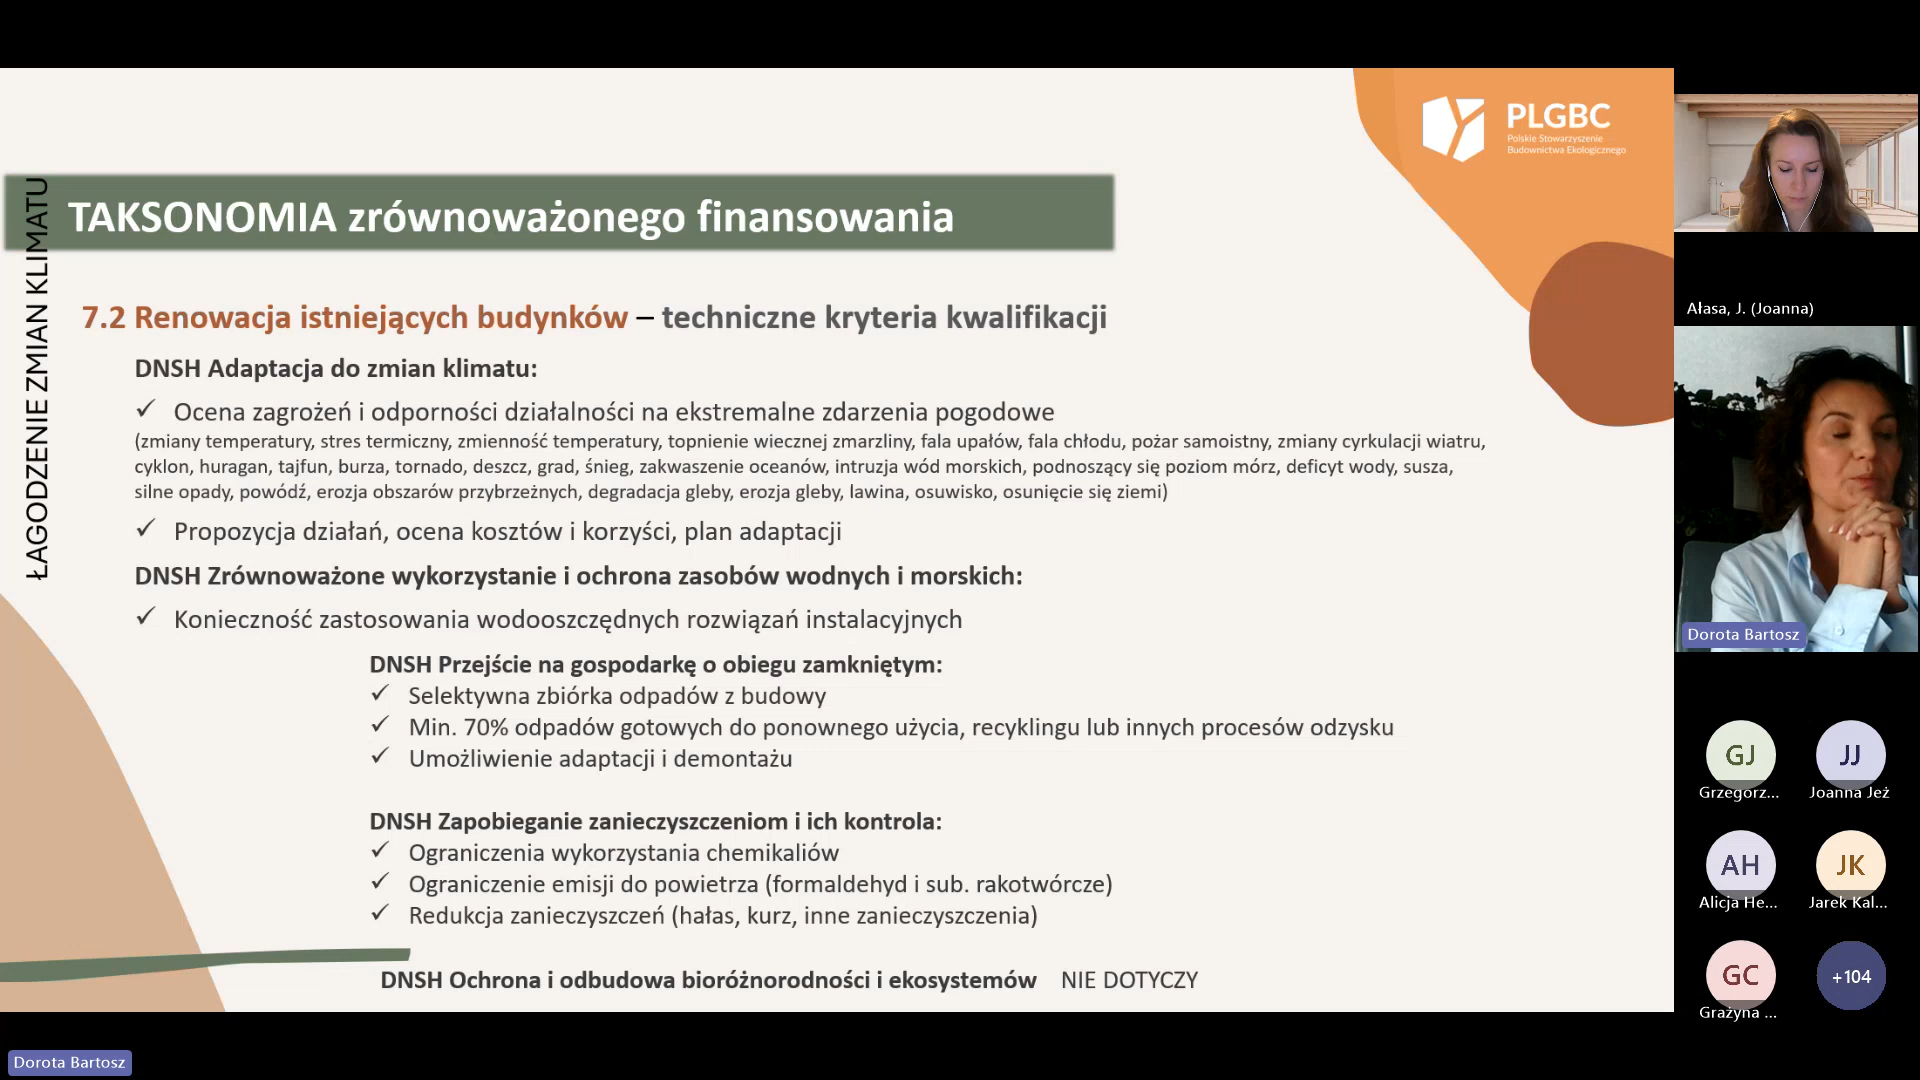 PLGBC
Polskie Stowarzyszenie
Budownictwa Ekologicznego
ŁAGODZENIE ZMIAN KLIMATU
TAKSONOMIA zrównoważonego finansowania
7.2 Renowacja istniejących budynków – techniczne kryteria kwalifikacji
DNSH Adaptacja do zmian klimatu:
✓ Ocena zagrożeń i odporności działalności na ekstremalne zdarzenia pogodowe
(zmiany temperatury, stres termiczny, zmienność temperatury, topnienie wiecznej zmarzliny, fala upałów, fala chłodu, pożar samoistny, zmiany cyrkulacji wiatru,
cyklon, huragan, tajfun, burza, tornado, deszcz, grad, śnieg, zakwaszenie oceanów, intruzja wód morskich, podnoszący się poziom mórz, deficyt wody, susza,
silne opady, powódź, erozja obszarów przybrzeżnych, degradacja gleby, erozja gleby, lawina, osuwisko, osunięcie się ziemi)
✓ Propozycja działań, ocena kosztów i korzyści, plan adaptacji
DNSH Zrównoważone wykorzystanie i ochrona zasobów wodnych i morskich:
✓ Konieczność zastosowania wodooszczędnych rozwiązań instalacyjnych
DNSH Przejście na gospodarkę o obiegu zamkniętym:
✓ Selektywna zbiórka odpadów z budowy
✓ Min. 70% odpadów gotowych do ponownego użycia, recyklingu lub innych procesów odzysku
✓ Umożliwienie adaptacji i demontażu
DNSH Zapobieganie zanieczyszczeniom i ich kontrola:
✓ Ograniczenia wykorzystania chemikaliów
✓ Ograniczenie emisji do powietrza (formaldehyd i sub. rakotwórcze)
✓ Redukcja zanieczyszczeń (hałas, kurz, inne zanieczyszczenia)
DNSH Ochrona i odbudowa bioróżnorodności i ekosystemów NIE DOTYCZY
Dorota Bartosz
Ałasa, J. (Joanna)
Dorota Bartosz
GJ
Grzegorz...
JJ
Joanna Jeż
AH
Alicja He...
JK
Jarek Kal...
GC
Grażyna ...
+104